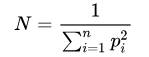 N = \frac{1}{\sum_{i=1}^{n} p_i^2}